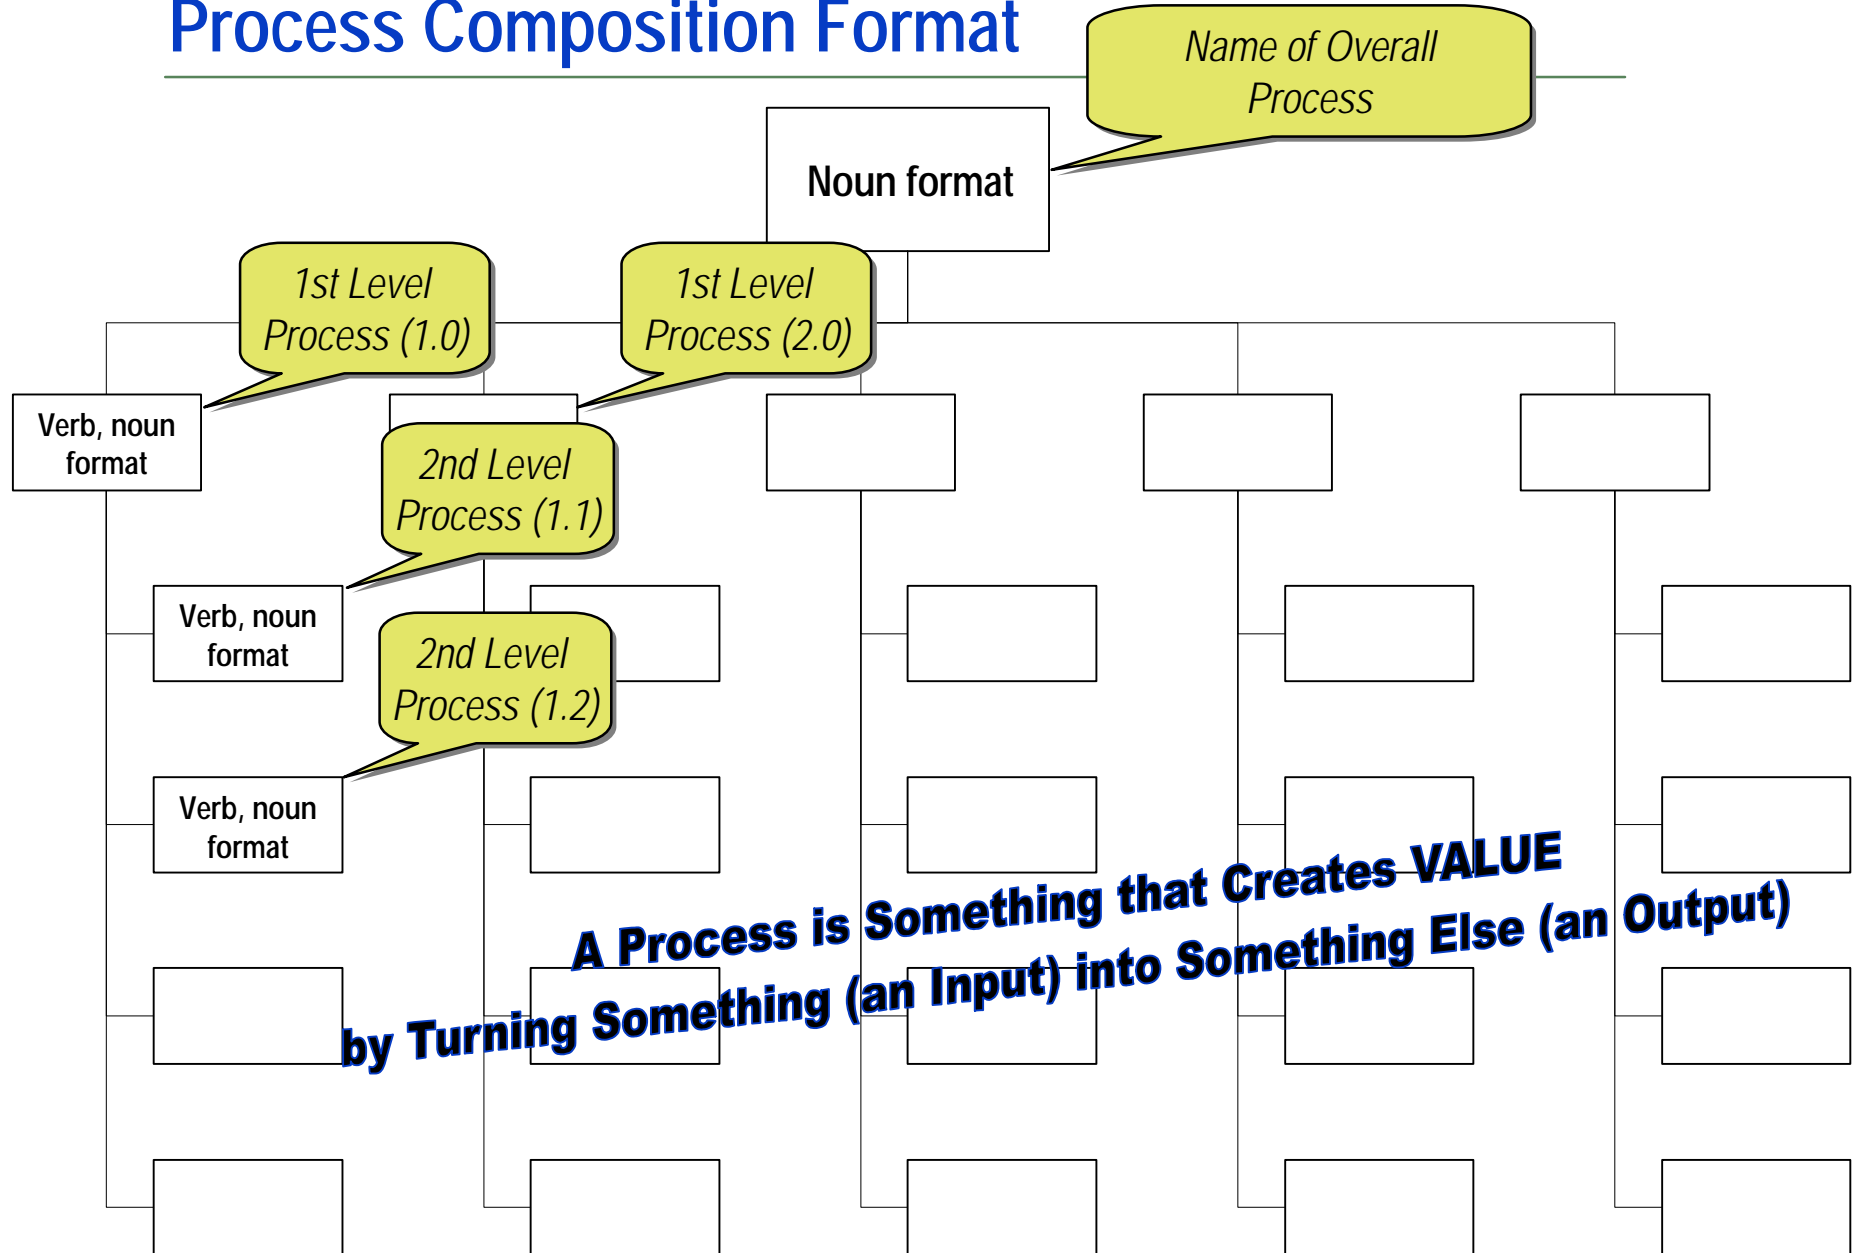 Process Composition Format
Name of Overall
Process
Noun format
1st Level
Process (1.0)
1st Level
Process (2.0)
Verb, noun
format
2nd Level
Process (1.1)
Verb, noun
format
2nd Level
Process (1.2)
Verb, noun
format
A Process is Something that Creates VALUE
by Turning Something (an Input) into Something Else (an Output)